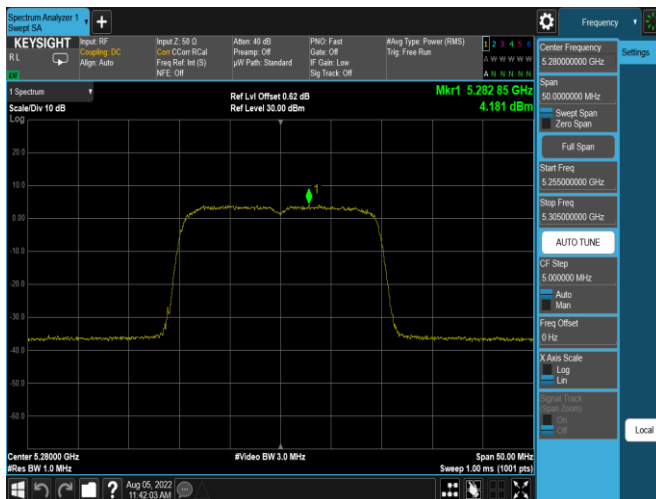 Spectrum Analyzer 1
Swept SA
+
Frequency
KEYSIGHT
R L
Input: RF
Coupling: DC
Align: Auto
Input Z: 50 Ω
Corr CCorr RCal
Freq Ref: Int (S)
NFE: Off
Atten: 40 dB
Preamp: Off
µW Path: Standard
PNO: Fast
Gate: Off
IF Gain: Low
Sig Track: Off
#Avg Type: Power (RMS)
Trig: Free Run
1 2 3 4 5 6
A W W W W W
A N N N N N
1 Spectrum
Scale/Div 10 dB
Log
Ref Lvl Offset 0.62 dB
Ref Level 30.00 dBm
Mkr1 5.282 85 GHz
4.181 dBm
20.0
10.0
0.00
-10.0
-20.0
-30.0
-40.0
-50.0
-60.0
1
Center 5.28000 GHz
#Res BW 1.0 MHz
#Video BW 3.0 MHz
Span 50.00 MHz
Sweep 1.00 ms (1001 pts)
Center Frequency
5.280000000 GHz
Settings
Span
50.0000000 MHz
Swept Span
Zero Span
Full Span
Start Freq
5.255000000 GHz
Stop Freq
5.305000000 GHz
AUTO TUNE
CF Step
5.000000 MHz
Auto
Man
Freq Offset
0 Hz
X Axis Scale
Log
Lin
Signal Track
(Span Zoom)
On
Off
Local
?
Aug 05, 2022
11:42:03 AM